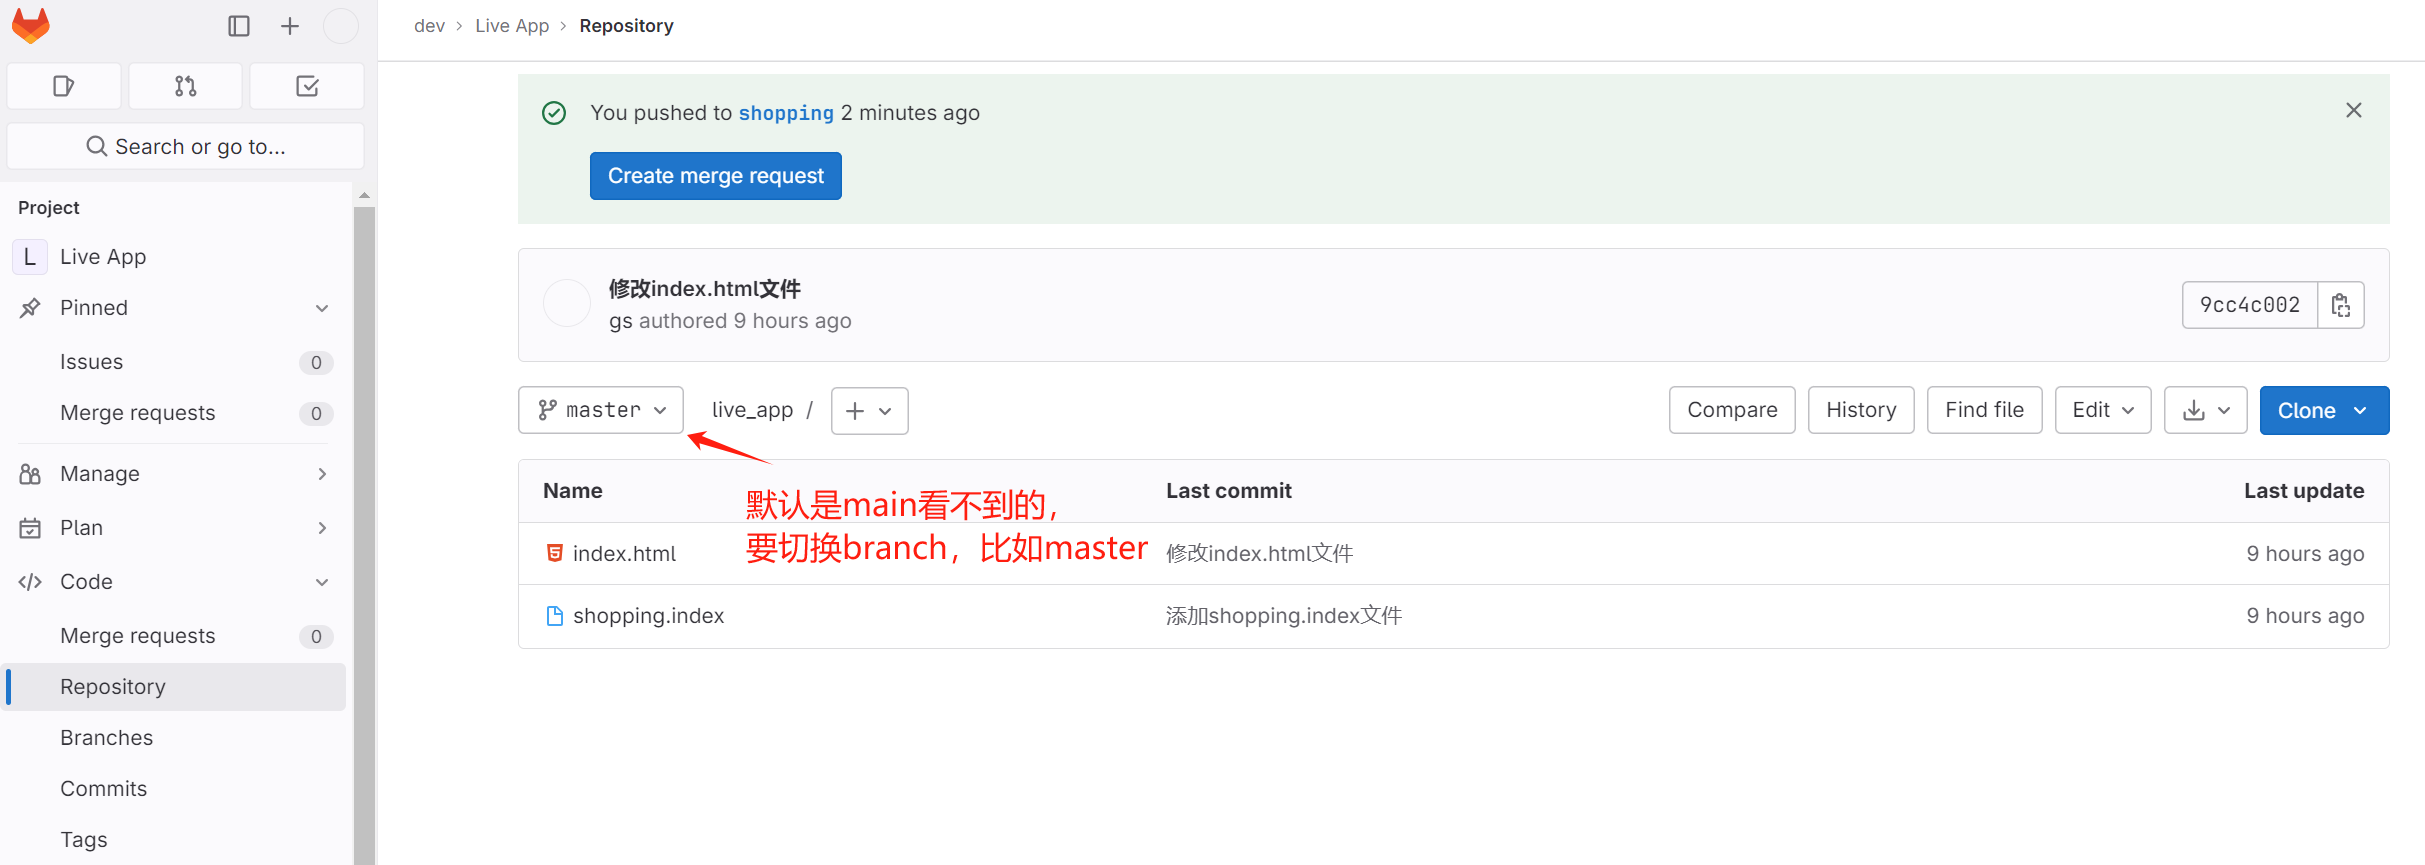 dev › Live App › Repository
Search or go to...
Project
L Live App
Pinned
Issues 0
Merge requests 0
Manage
Plan
Code
Merge requests 0
Repository
Branches
Commits
Tags
You pushed to shopping 2 minutes ago
Create merge request
修改index.html文件
gs authored 9 hours ago
9cc4c002
master
live_app /
Compare
History
Find file
Edit
Clone
Name Last commit Last update
默认是main看不到的，
要切换branch，比如master
index.html 修改index.html文件 9 hours ago
shopping.index 添加shopping.index文件 9 hours ago